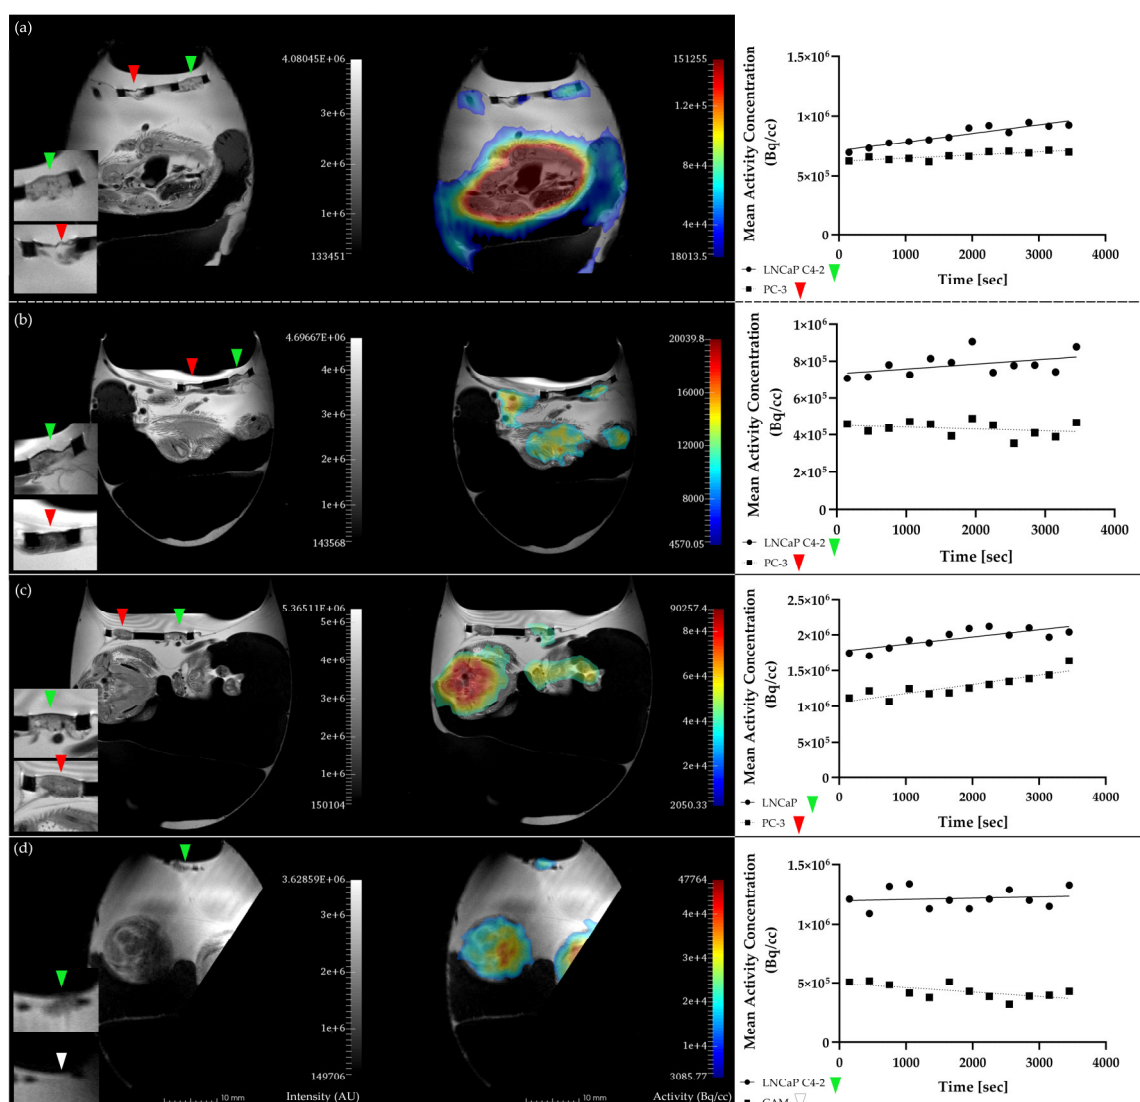 (a)
4.08045E+06
3e+6
2e+6
1e+6
133451
151255
1.2e+5
8e+4
4e+4
18013.5
Mean Activity Concentration
(Bq/cc)
1.5×10⁶
1×10⁶
5×10⁵
0
0 1000 2000 3000 4000
Time [sec]
LNCaP C4-2
PC-3
(b)
4.69667E+06
4e+6
3e+6
2e+6
1e+6
143568
20039.8
16000
12000
8000
4570.05
Mean Activity Concentration
(Bq/cc)
1×10⁶
8×10⁵
6×10⁵
4×10⁵
2×10⁵
0
0 1000 2000 3000 4000
Time [sec]
LNCaP C4-2
PC-3
(c)
5.36511E+06
5e+6
4e+6
3e+6
2e+6
1e+6
150104
90257.4
8e+4
6e+4
4e+4
2e+4
2050.33
Mean Activity Concentration
(Bq/cc)
2.5×10⁶
2×10⁶
1.5×10⁶
1×10⁶
5×10⁵
0
0 1000 2000 3000 4000
Time [sec]
LNCaP
PC-3
(d)
3.62859E+06
3e+6
2e+6
1e+6
149706
10 mm
Intensity (AU)
47764
4e+4
3e+4
2e+4
1e+4
3085.77
10 mm
Activity (Bq/cc)
Mean Activity Concentration
(Bq/cc)
1.5×10⁶
1×10⁶
5×10⁵
0
0 1000 2000 3000 4000
Time [sec]
LNCaP C4-2
CAM